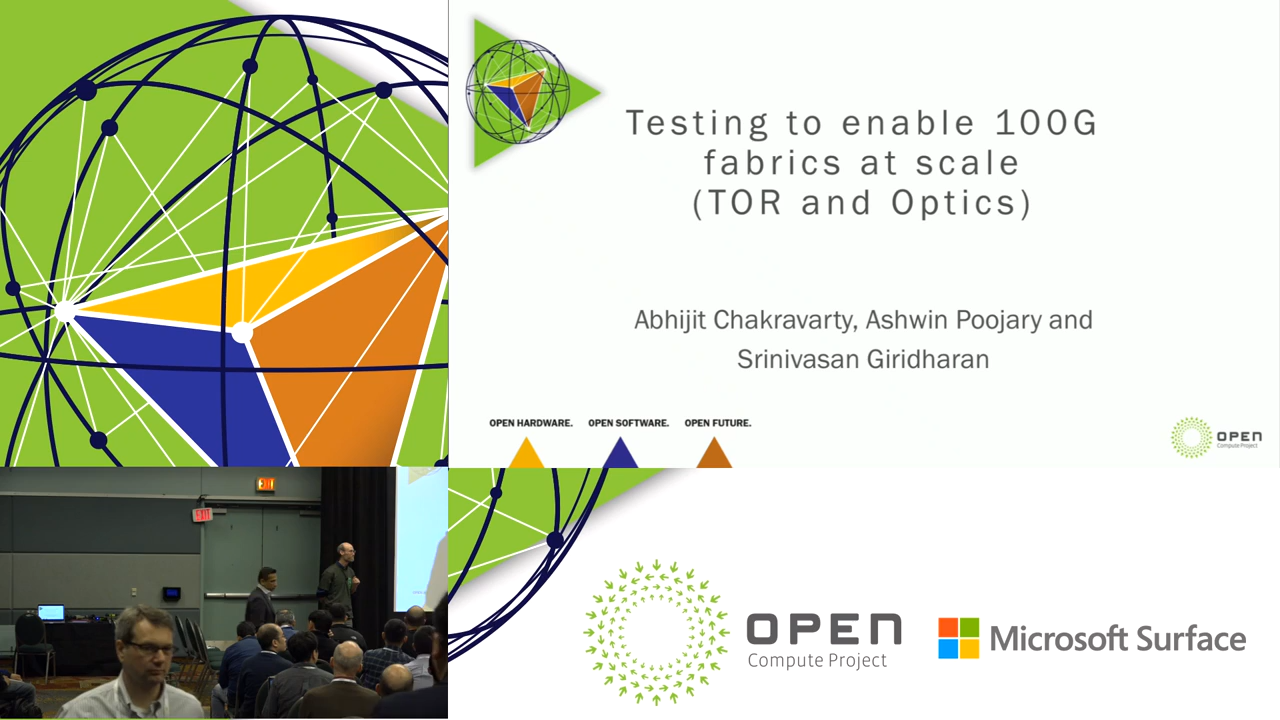 Testing to enable 100G
fabrics at scale
(TOR and Optics)
Abhijit Chakravarty, Ashwin Poojary and
Srinivasan Giridharan
OPEN HARDWARE. OPEN SOFTWARE. OPEN FUTURE.
OPEN
Compute Project
EXIT
EXIT
OPEN
Compute Project
Microsoft Surface